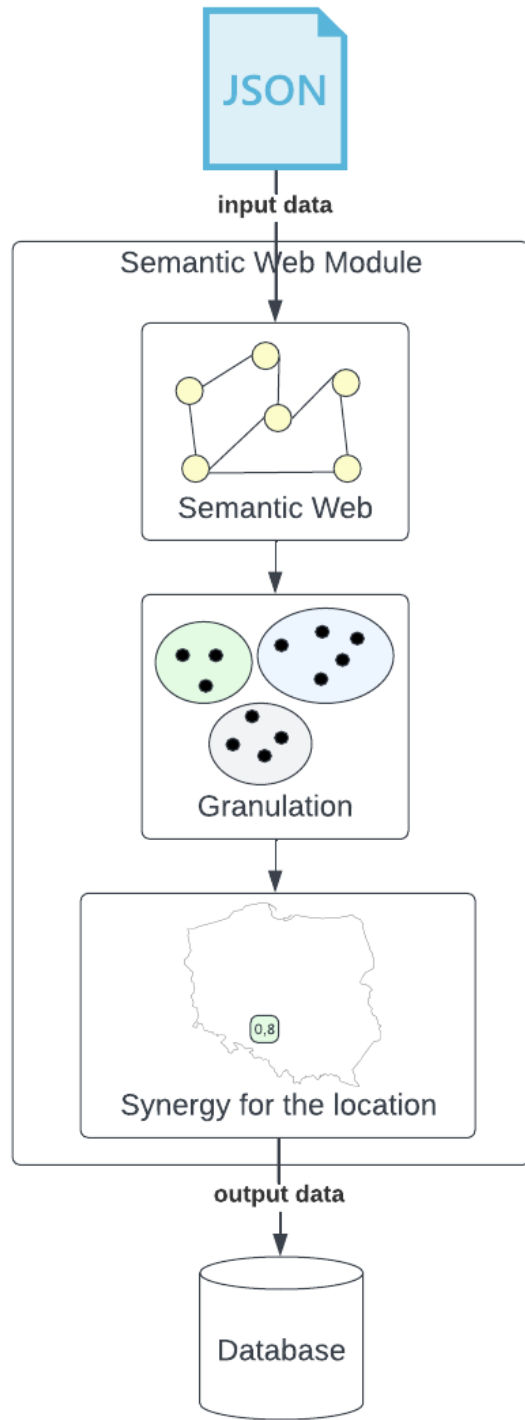 JSON
input data
Semantic Web Module
Semantic Web
Granulation
0,8
Synergy for the location
output data
Database